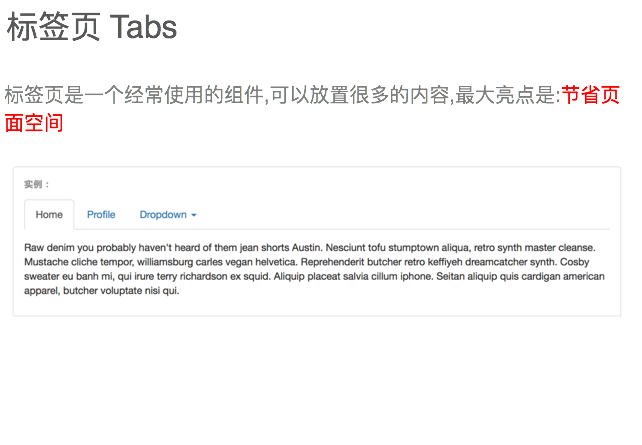 标签页 Tabs
标签页是一个经常使用的组件,可以放置很多的内容,最大亮点是:节省页
面空间
实例：
Home Profile Dropdown
Raw denim you probably haven't heard of them jean shorts Austin. Nesciunt tofu stumptown aliqua, retro synth master cleanse.
Mustache cliche tempor, williamsburg carles vegan helvetica. Reprehenderit butcher retro keffiyeh dreamcatcher synth. Cosby
sweater eu banh mi, qui irure terry richardson ex squid. Aliquip placeat salvia cillum iphone. Seitan aliquip quis cardigan american
apparel, butcher voluptate nisi qui.